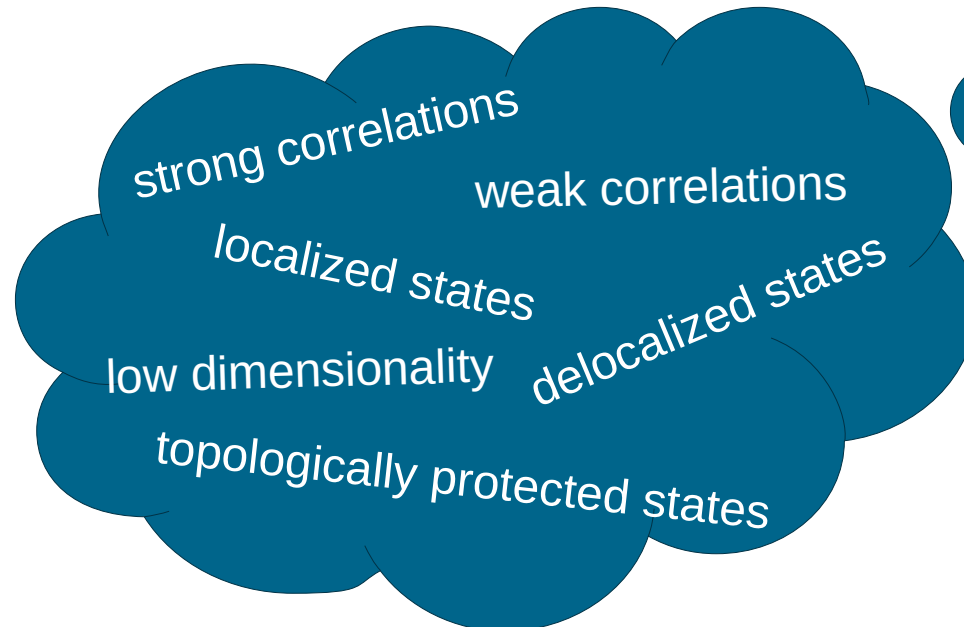 strong correlations
weak correlations
localized states
delocalized states
low dimensionality
topologically protected states